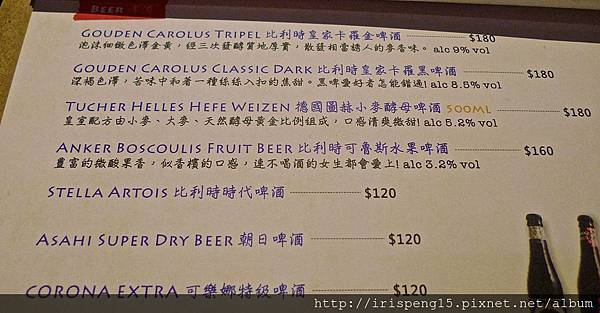 BEER
GOUDEN CAROLUS TRIPEL 比利時皇家卡羅金啤酒 $180
泡沫細緻色澤金黃，經三次發酵質地厚實，散發相當誘人的麥香味。 alc 9% vol
GOUDEN CAROLUS CLASSIC DARK 比利時皇家卡羅黑啤酒 $180
深褐色澤，苦味中和著一種絲絲入扣的焦甜。黑啤愛好者怎能錯過! alc 8.5% vol
TUCHER HELLES HEFE WEIZEN 德國圖赫小麥酵母啤酒 500ML $180
皇室配方由小麥、大麥、天然酵母黃金比例組成，口感清爽微甜! alc 5.2% vol
ANKER BOSCOULIS FRUIT BEER 比利時可魯斯水果啤酒 $160
豐富的微酸果香，似香檳的口感，連不喝酒的女生都會愛上! alc 3.2% vol
STELLA ARTOIS 比利時時代啤酒 $120
ASAHI SUPER DRY BEER 朝日啤酒 $120
CORONA EXTRA 可樂娜特級啤酒 $120
http://irispeng15.pixnet.net/album